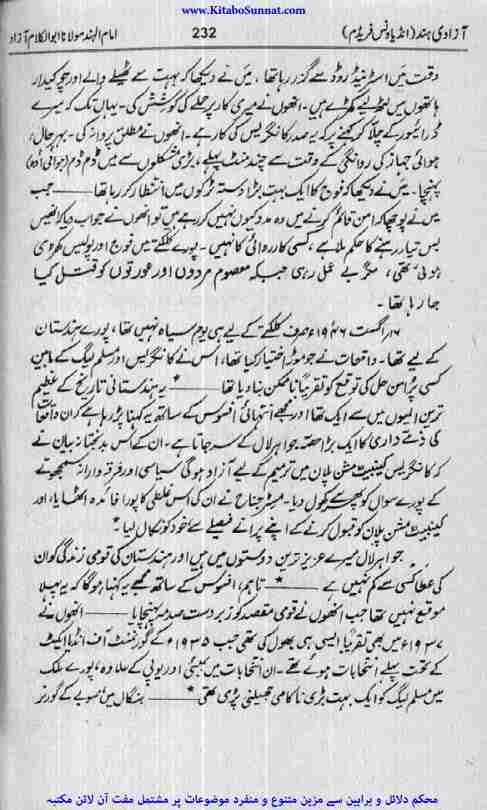 www.KitaboSunnat.com
آزادیٔ ہند (انڈیا ونس فریڈم) 232 امام الہند مولانا ابوالکلام آزاد
وقت میں اسٹرینڈ روڈ سے گزر رہا تھا، میں نے دیکھا کہ بہت سے ٹھیلے والے اور چوکیدار
ہاتھوں میں لٹھ لیے کھڑے ہیں۔ انھوں نے میری کار پر حملے کی کوشش کی۔ یہاں تک کہ میرے
ڈرائیور کے چلّا کر کہنے پر کہ یہ صدر کانگریس کی کار ہے۔ انھوں نے مطلق پروا نہ کی۔ بہرحال،
ہوائی جہاز کی روانگی کے وقت سے چند منٹ پہلے، بڑی مشکلوں سے میں ڈم ڈم (ہوائی اڈہ)
پہنچا۔ میں نے دیکھا کہ فوج کا ایک بہت بڑا دستہ ٹرکوں میں انتظار کر رہا تھا ـــــ جب
میں نے پوچھا کہ امن قائم کرنے میں وہ مدد کیوں نہیں کر رہے ہیں تو انھوں نے جواب دیا کہ انھیں
بس تیار رہنے کا حکم ملا ہے، کسی کارروائی کا نہیں۔ پورے کلکتے میں فوج اور پولیس کھڑی
ہوئی تھی، مگر بے عمل رہی جبکہ معصوم مردوں اور عورتوں کو قتل کیا
جا رہا تھا۔
۱۶ر اگست ۱۹۴۶ء صرف کلکتے کے لیے ہی یوم سیاہ نہیں تھا، پورے ہندستان
کے لیے تھا۔ واقعات نے جو موڑ اختیار کیا تھا، اس نے کانگریس اور مسلم لیگ کے مابین
کسی پُرامن حل کی توقع کو تقریباً ناممکن بنا دیا تھا ـــــ * یہ ہندستانی تاریخ کے عظیم
ترین المیوں میں سے ایک تھا اور مجھے انتہائی افسوس کے ساتھ یہ کہنا پڑ رہا ہے کہ ان واقعات
کی ذمے داری کا ایک بڑا حصہ جواہر لال کے سر جاتا ہے، ان کے اس بدبختانہ بیان نے
کہ کانگریس کیبینٹ مشن پلان میں ترمیم کے لیے آزاد ہوگی سیاسی اور فرقہ وارانہ سمجھوتے
کے پورے سوال کو پھر سے کھول دیا۔ مسٹر جناح نے ان کی اس غلطی کا پورا فائدہ اٹھایا، اور
کیبینٹ مشن پلان کو قبول کرنے کے اپنے پرانے فیصلے سے خود کو نکال لیا *
جواہر لال میرے عزیز ترین دوستوں میں ہیں اور ہندستان کی قومی زندگی کو ان
کی عطا کسی سے کم نہیں ہے ـــــ * تاہم، افسوس کے ساتھ مجھے یہ کہنا ہوگا کہ یہ پہلا
موقع نہیں تھا جب انھوں نے قومی مقصد کو زبردست صدمہ پہنچایا ـــــ انھوں نے
۱۹۳۷ء میں بھی تقریباً ایسی ہی بھول کی تھی جب ۱۹۳۵ء کے گورنمنٹ آف انڈیا ایکٹ
کے تحت پہلے انتخابات ہوئے تھے۔ ان انتخابات میں بمبئی اور یوپی کے علاوہ، پورے ملک
میں مسلم لیگ کو ایک بہت بڑی ناکامی جھیلنی پڑی تھی * ـــــ بنگال میں صوبے کے گورنر
محکم دلائل و براہین سے مزین متنوع و منفرد موضوعات پر مشتمل مفت آن لائن مکتبہ